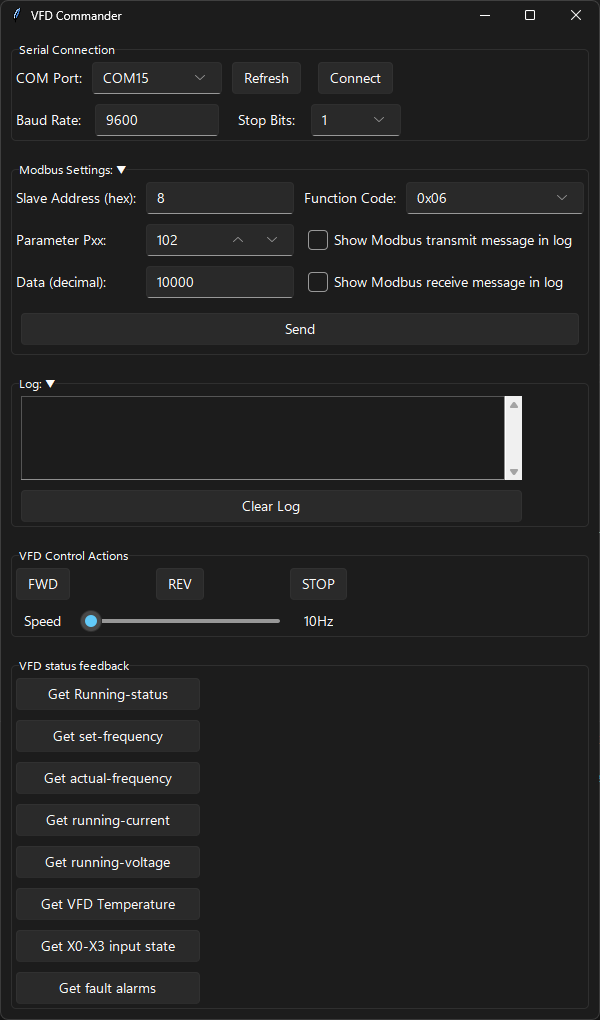 VFD Commander
Serial Connection
COM Port: COM15 Refresh Connect
Baud Rate: 9600 Stop Bits: 1
Modbus Settings: ▼
Slave Address (hex): 8 Function Code: 0x06
Parameter Pxx: 102 Show Modbus transmit message in log
Data (decimal): 10000 Show Modbus receive message in log
Send
Log: ▼
Clear Log
VFD Control Actions
FWD REV STOP
Speed 10Hz
VFD status feedback
Get Running-status
Get set-frequency
Get actual-frequency
Get running-current
Get running-voltage
Get VFD Temperature
Get X0-X3 input state
Get fault alarms